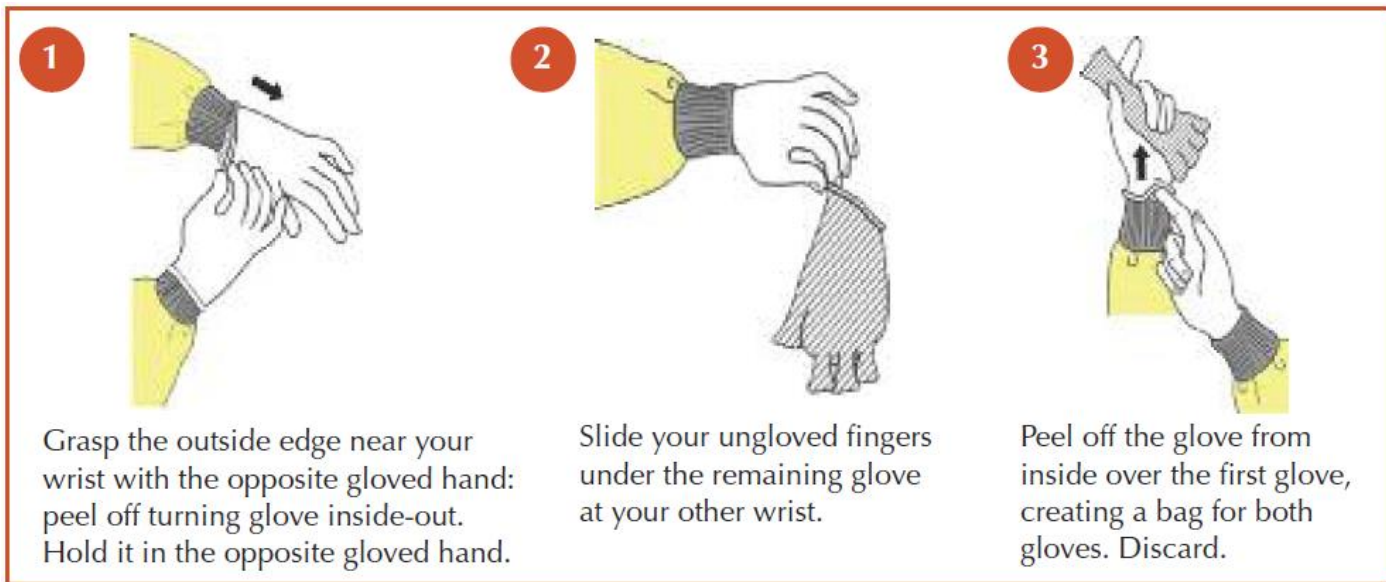 1
Grasp the outside edge near your
wrist with the opposite gloved hand:
peel off turning glove inside-out.
Hold it in the opposite gloved hand.
2
Slide your ungloved fingers
under the remaining glove
at your other wrist.
3
Peel off the glove from
inside over the first glove,
creating a bag for both
gloves. Discard.